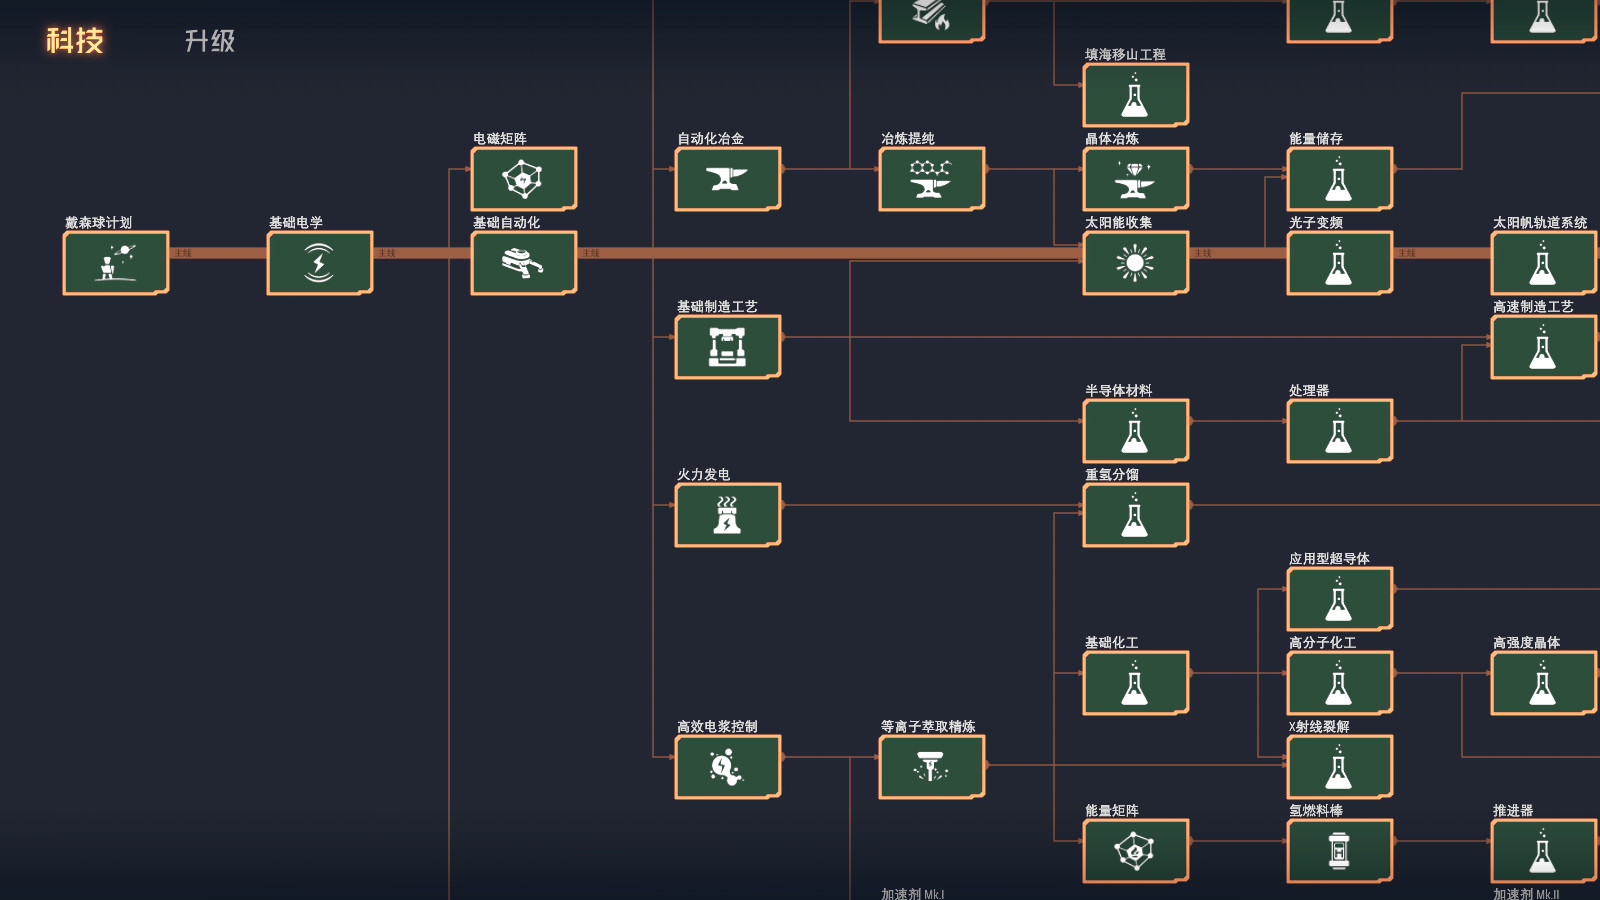 科技
升级
填海移山工程
电磁矩阵
自动化冶金
冶炼提纯
晶体冶炼
能量储存
戴森球计划
基础电学
基础自动化
太阳能收集
光子变频
太阳帆轨道系统
主线
主线
主线
主线
主线
基础制造工艺
高速制造工艺
半导体材料
处理器
火力发电
重氢分馏
应用型超导体
基础化工
高分子化工
高强度晶体
高效电浆控制
等离子萃取精炼
X射线裂解
能量矩阵
氢燃料棒
推进器
加速剂 Mk.I
加速剂 Mk.II